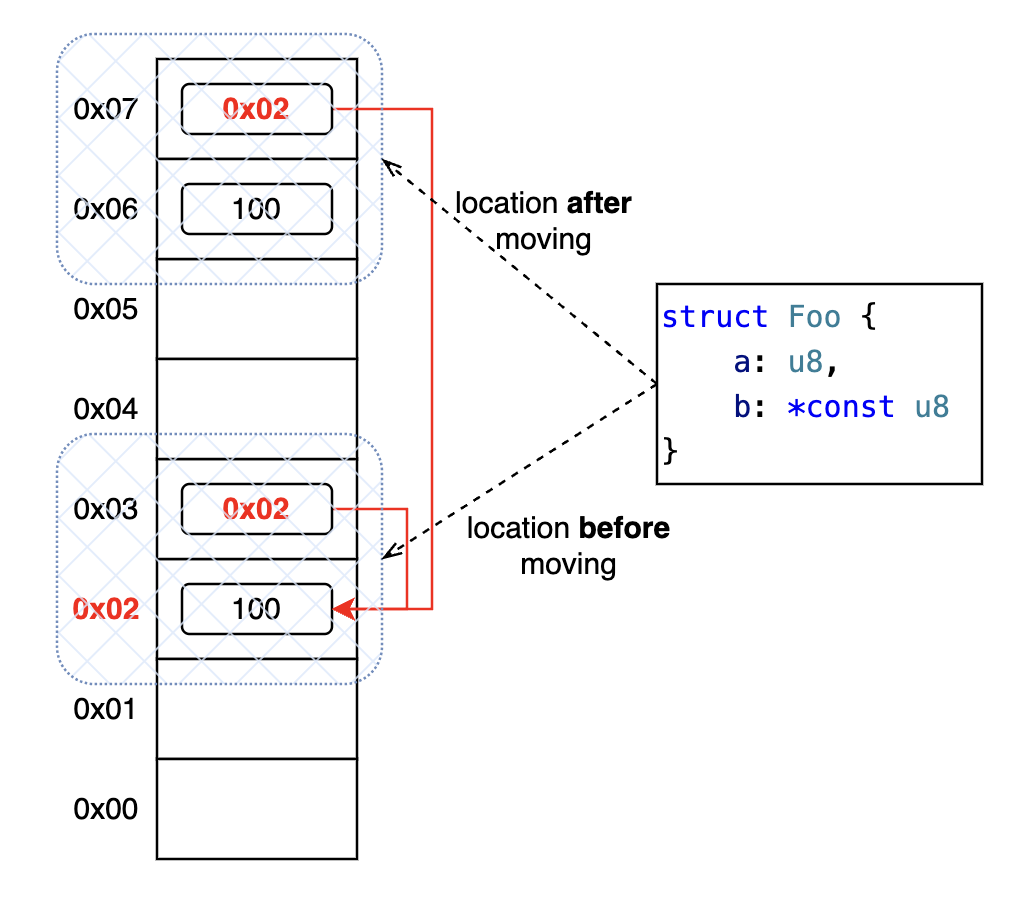 0x07
0x02
0x06
100
0x05
0x04
0x03
0x02
0x02
100
0x01
0x00
location after
moving
location before
moving
struct Foo {
    a: u8,
    b: *const u8
}